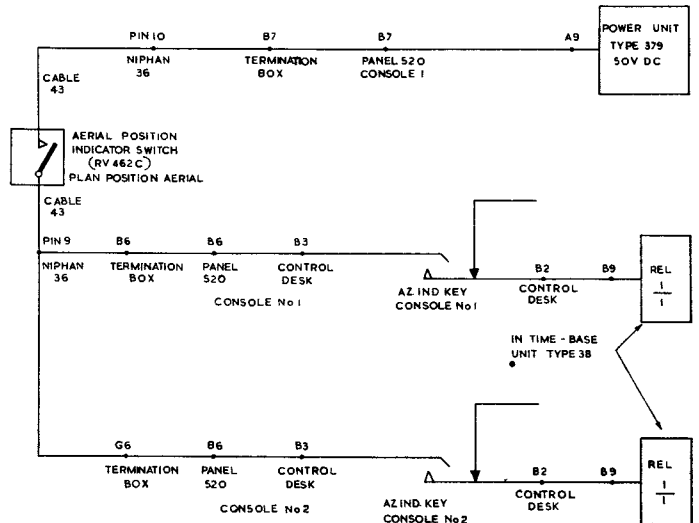 PIN 10
B7
B7
A9
POWER UNIT
TYPE 379
50V DC
NIPHAN
36
TERMINATION
BOX
PANEL 520
CONSOLE 1
CABLE
43
AERIAL POSITION
INDICATOR SWITCH
(RV 462C)
PLAN POSITION AERIAL
CABLE
43
PIN 9
B6
B6
B3
NIPHAN
36
TERMINATION
BOX
PANEL
520
CONTROL
DESK
CONSOLE No 1
AZ IND KEY
CONSOLE No 1
B2
CONTROL
DESK
B9
REL
1
1
IN TIME - BASE
UNIT TYPE 38
G6
B6
B3
TERMINATION
BOX
PANEL
520
CONTROL
DESK
CONSOLE No 2
AZ IND KEY
CONSOLE No 2
B2
CONTROL
DESK
B9
REL
1
1